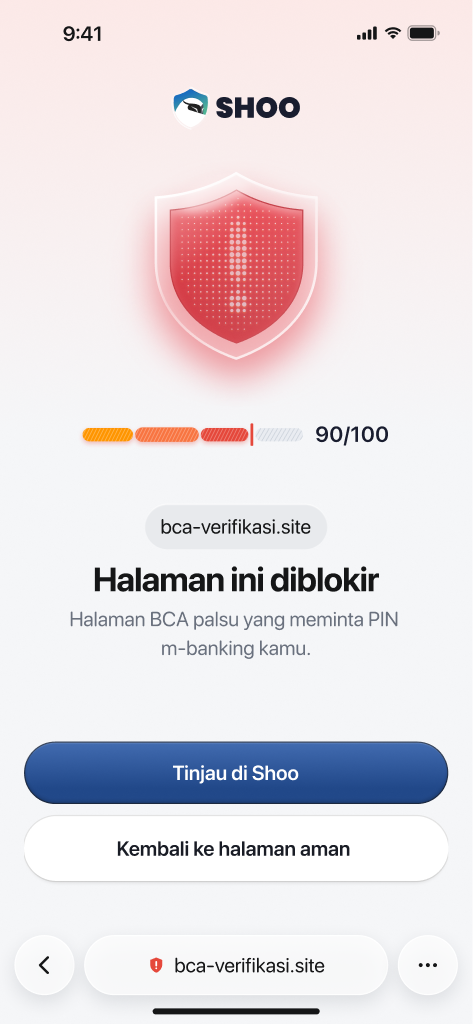 9:41
SHOO
90/100
bca-verifikasi.site
Halaman ini diblokir
Halaman BCA palsu yang meminta PIN
m-banking kamu.
Tinjau di Shoo
Kembali ke halaman aman
bca-verifikasi.site